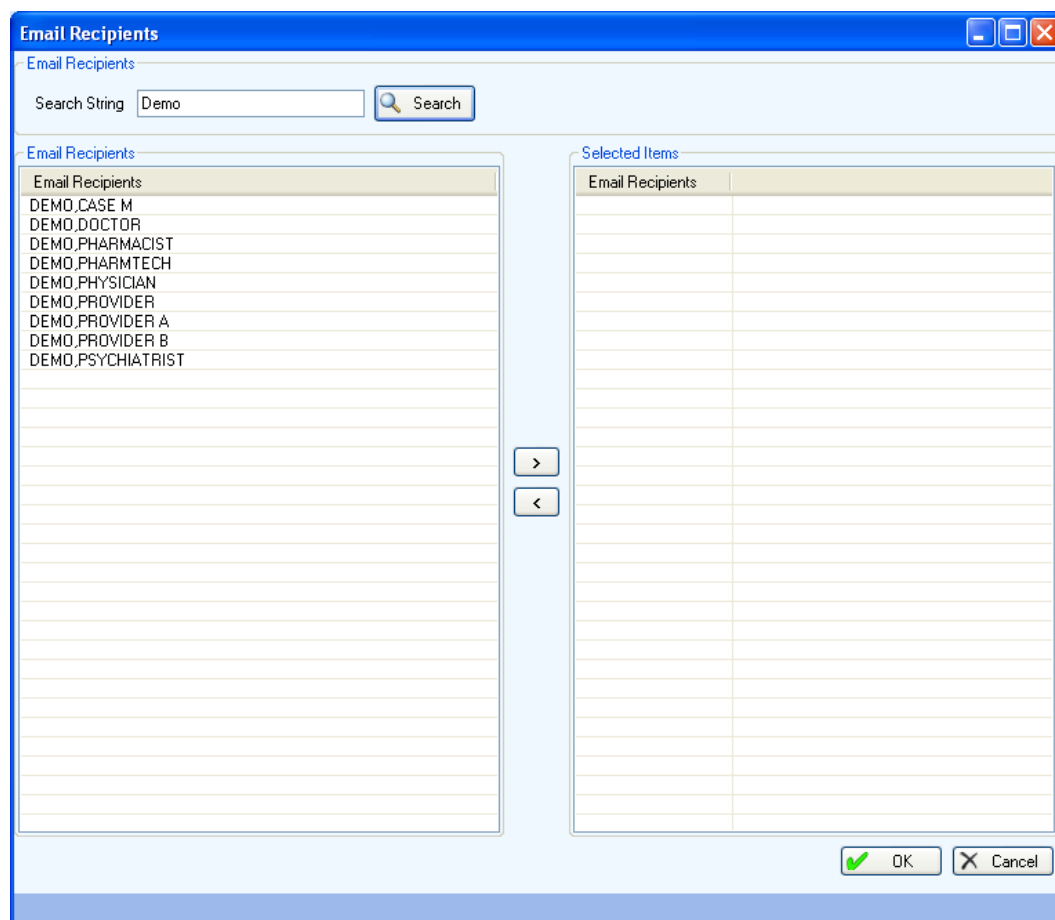 Email Recipients
Email Recipients
Search String Demo Search
Email Recipients
Email Recipients
DEMO,CASE M
DEMO,DOCTOR
DEMO,PHARMACIST
DEMO,PHARMTECH
DEMO,PHYSICIAN
DEMO,PROVIDER
DEMO,PROVIDER A
DEMO,PROVIDER B
DEMO,PSYCHIATRIST
>
<
Selected Items
Email Recipients
OK Cancel